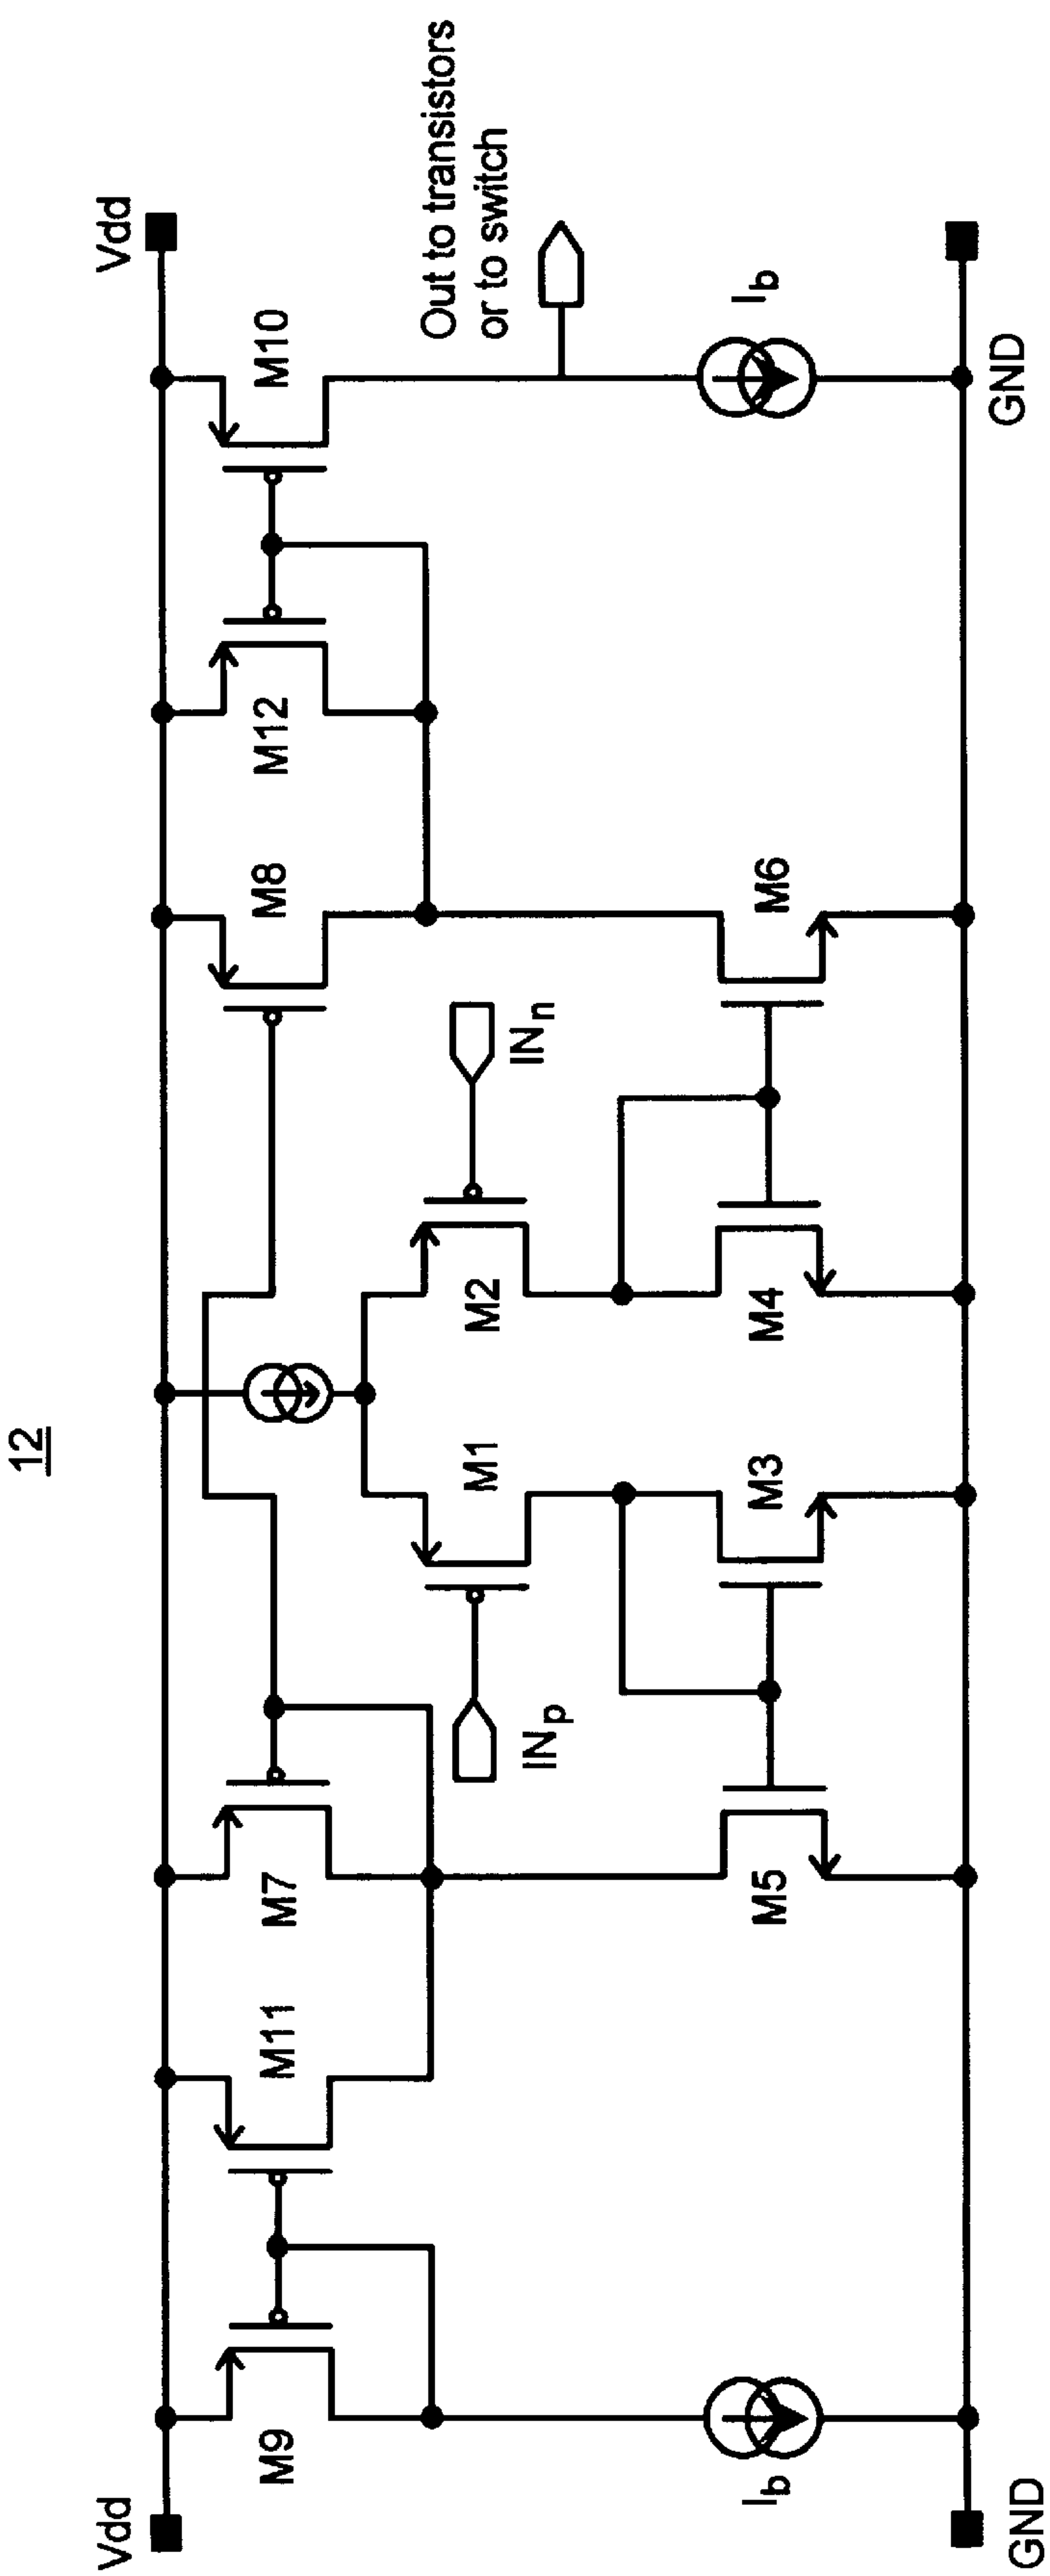 12
Vdd
Vdd
M9
M11
M7
M8
M12
M10
Out to transistors
or to switch
INp
M1
M2
INn
Ib
M5
M3
M4
M6
Ib
GND
GND